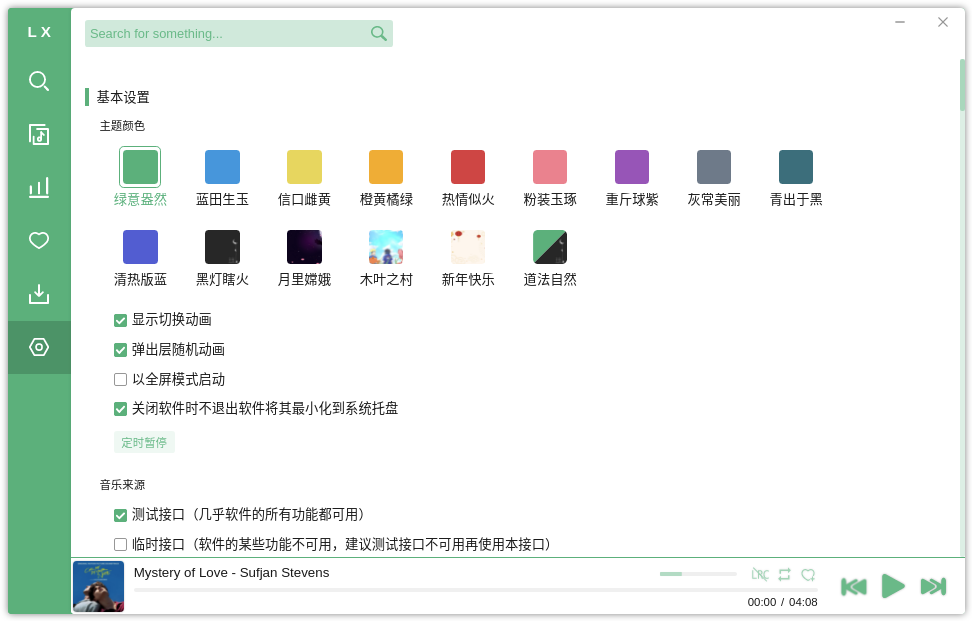 L X
Search for something...
基本设置
主题颜色
绿意盎然 蓝田生玉 信口雌黄 橙黄橘绿 热情似火 粉装玉琢 重斤球紫 灰常美丽 青出于黑
清热版蓝 黑灯瞎火 月里嫦娥 木叶之村 新年快乐 道法自然
显示切换动画
弹出层随机动画
以全屏模式启动
关闭软件时不退出软件将其最小化到系统托盘
定时暂停
音乐来源
测试接口（几乎软件的所有功能都可用）
临时接口（软件的某些功能不可用，建议测试接口不可用再使用本接口）
Mystery of Love - Sufjan Stevens
LRC
00:00 / 04:08